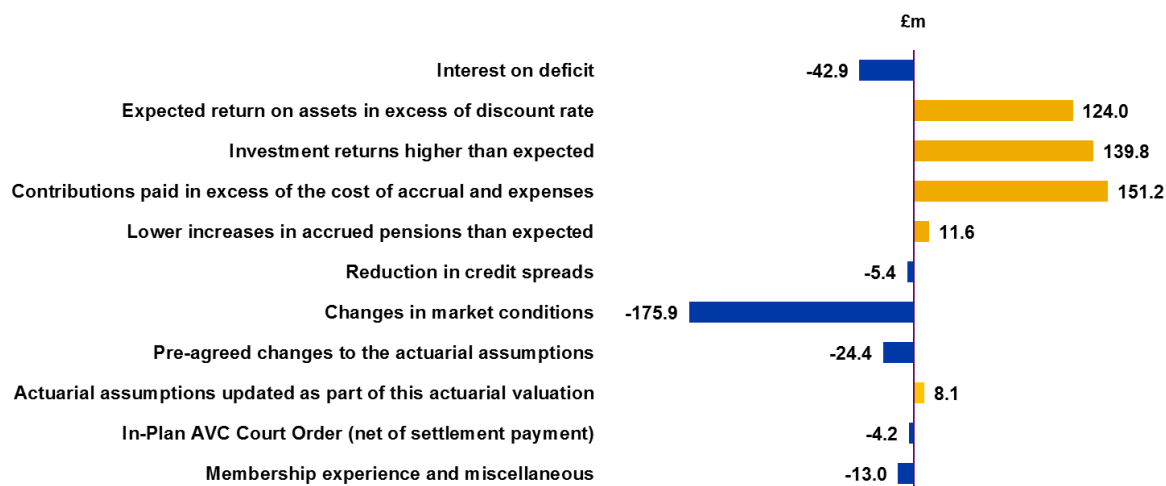 £m
Interest on deficit -42.9
Expected return on assets in excess of discount rate 124.0
Investment returns higher than expected 139.8
Contributions paid in excess of the cost of accrual and expenses 151.2
Lower increases in accrued pensions than expected 11.6
Reduction in credit spreads -5.4
Changes in market conditions -175.9
Pre-agreed changes to the actuarial assumptions -24.4
Actuarial assumptions updated as part of this actuarial valuation 8.1
In-Plan AVC Court Order (net of settlement payment) -4.2
Membership experience and miscellaneous -13.0